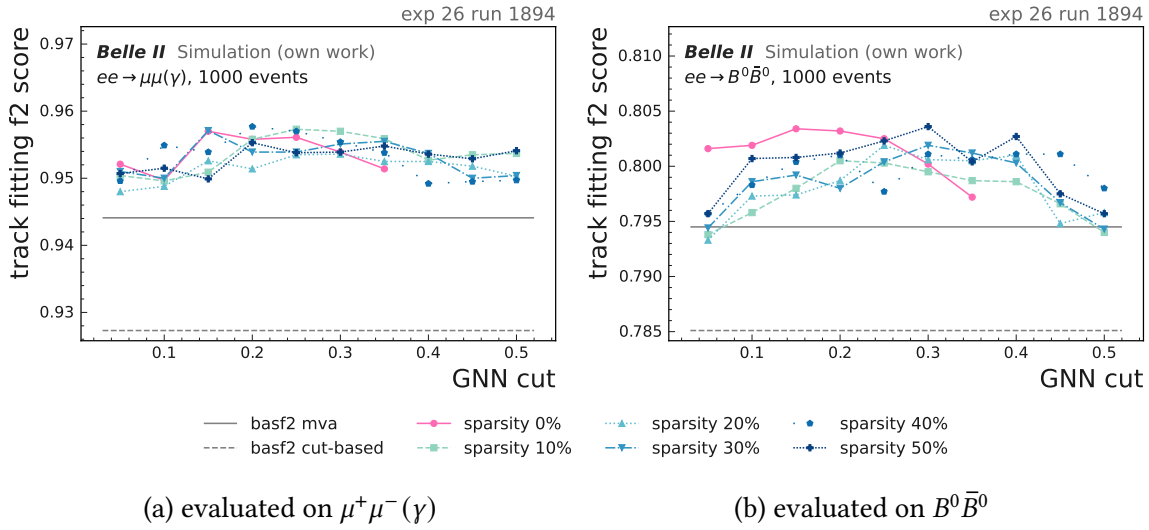 exp 26 run 1894
Belle II Simulation (own work)
ee → μμ(γ), 1000 events
track fitting f2 score
0.97
0.96
0.95
0.94
0.93
0.1 0.2 0.3 0.4 0.5
GNN cut
exp 26 run 1894
Belle II Simulation (own work)
ee → B⁰B̄⁰, 1000 events
track fitting f2 score
0.810
0.805
0.800
0.795
0.790
0.785
0.1 0.2 0.3 0.4 0.5
GNN cut
basf2 mva sparsity 0% sparsity 20% sparsity 40%
basf2 cut-based sparsity 10% sparsity 30% sparsity 50%
(a) evaluated on μ⁺μ⁻(γ)
(b) evaluated on B⁰B̄⁰